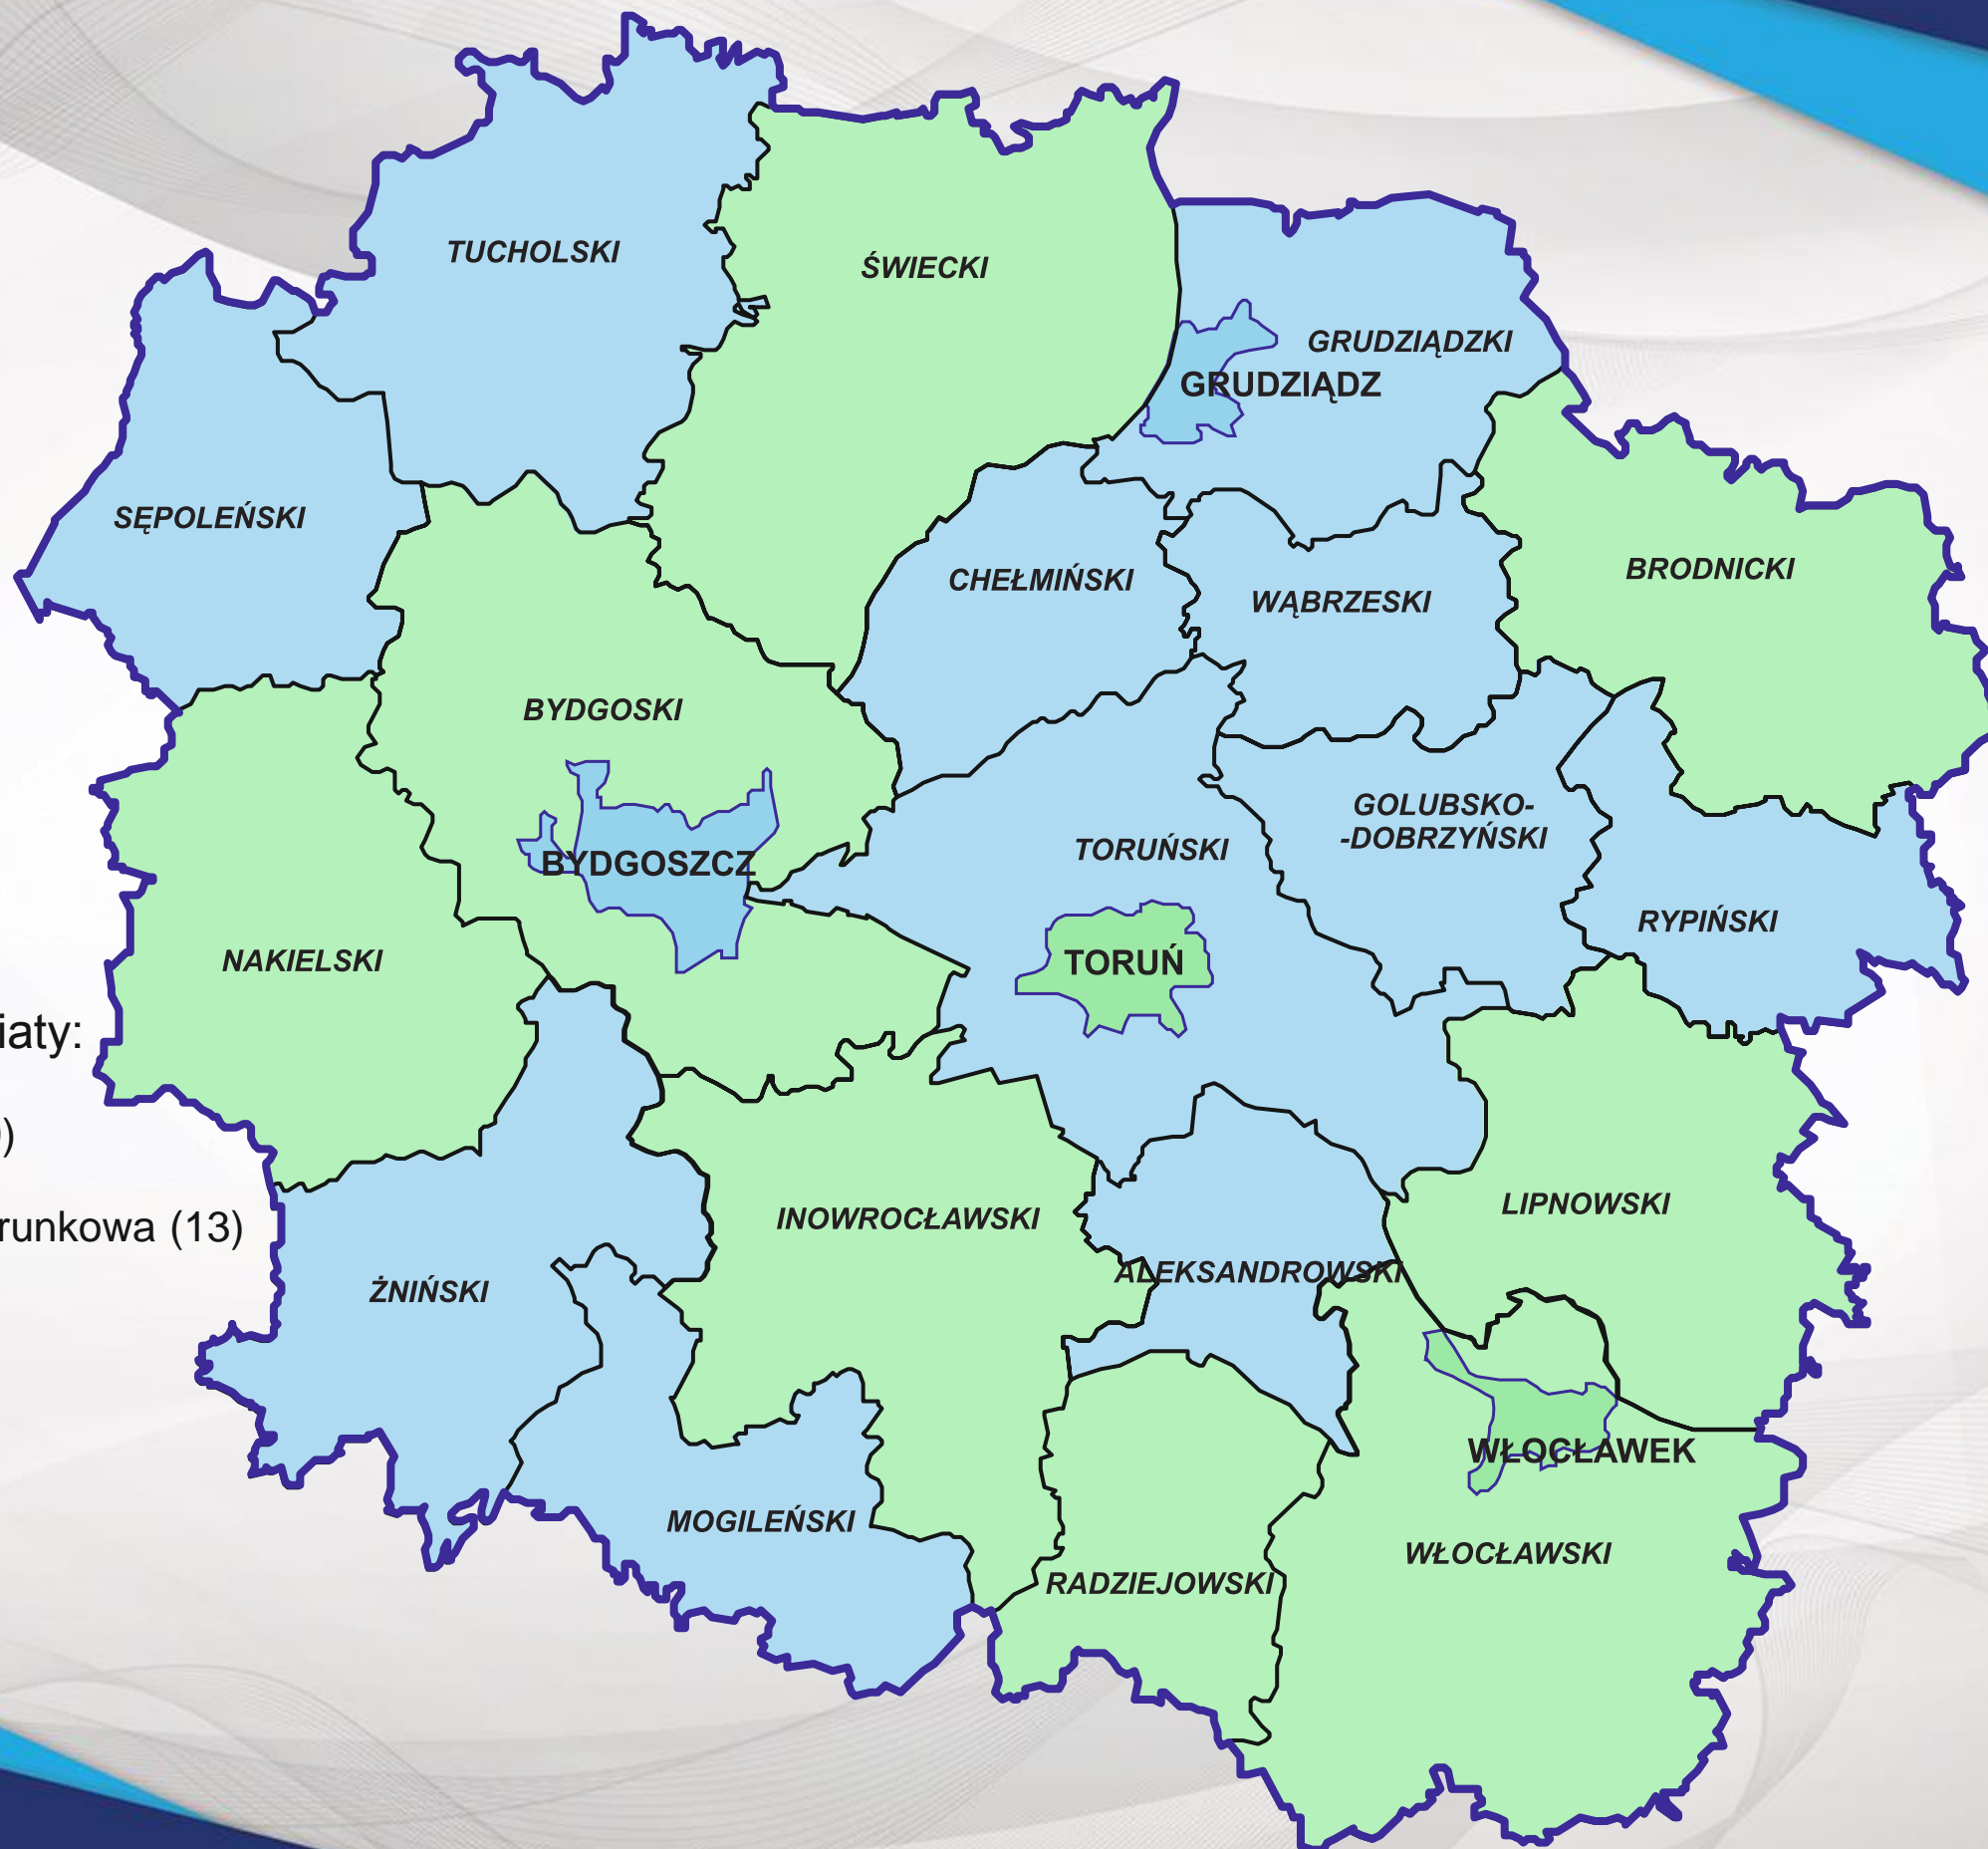 TUCHOLSKI
ŚWIECKI
GRUDZIĄDZKI
GRUDZIĄDZ
SĘPOLEŃSKI
CHEŁMIŃSKI
WĄBRZESKI
BRODNICKI
BYDGOSKI
GOLUBSKO-
-DOBRZYŃSKI
TORUŃSKI
BYDGOSZCZ
RYPIŃSKI
NAKIELSKI
TORUŃ
iaty:
)
runkowa (13)
LIPNOWSKI
INOWROCŁAWSKI
ALEKSANDROWSKI
ŻNIŃSKI
WŁOCŁAWEK
MOGILEŃSKI
WŁOCŁAWSKI
RADZIEJOWSKI